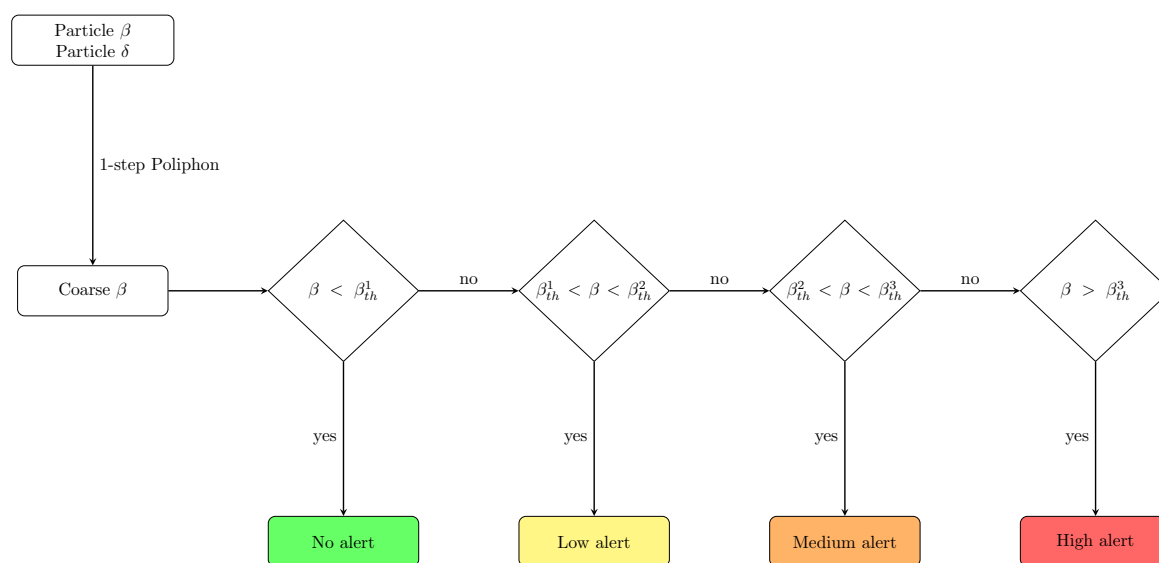 Particle β
Particle δ
1-step Poliphon
Coarse β
β < β¹ₜₕ
no
β¹ₜₕ < β < β²ₜₕ
no
β²ₜₕ < β < β³ₜₕ
no
β > β³ₜₕ
yes
yes
yes
yes
No alert
Low alert
Medium alert
High alert